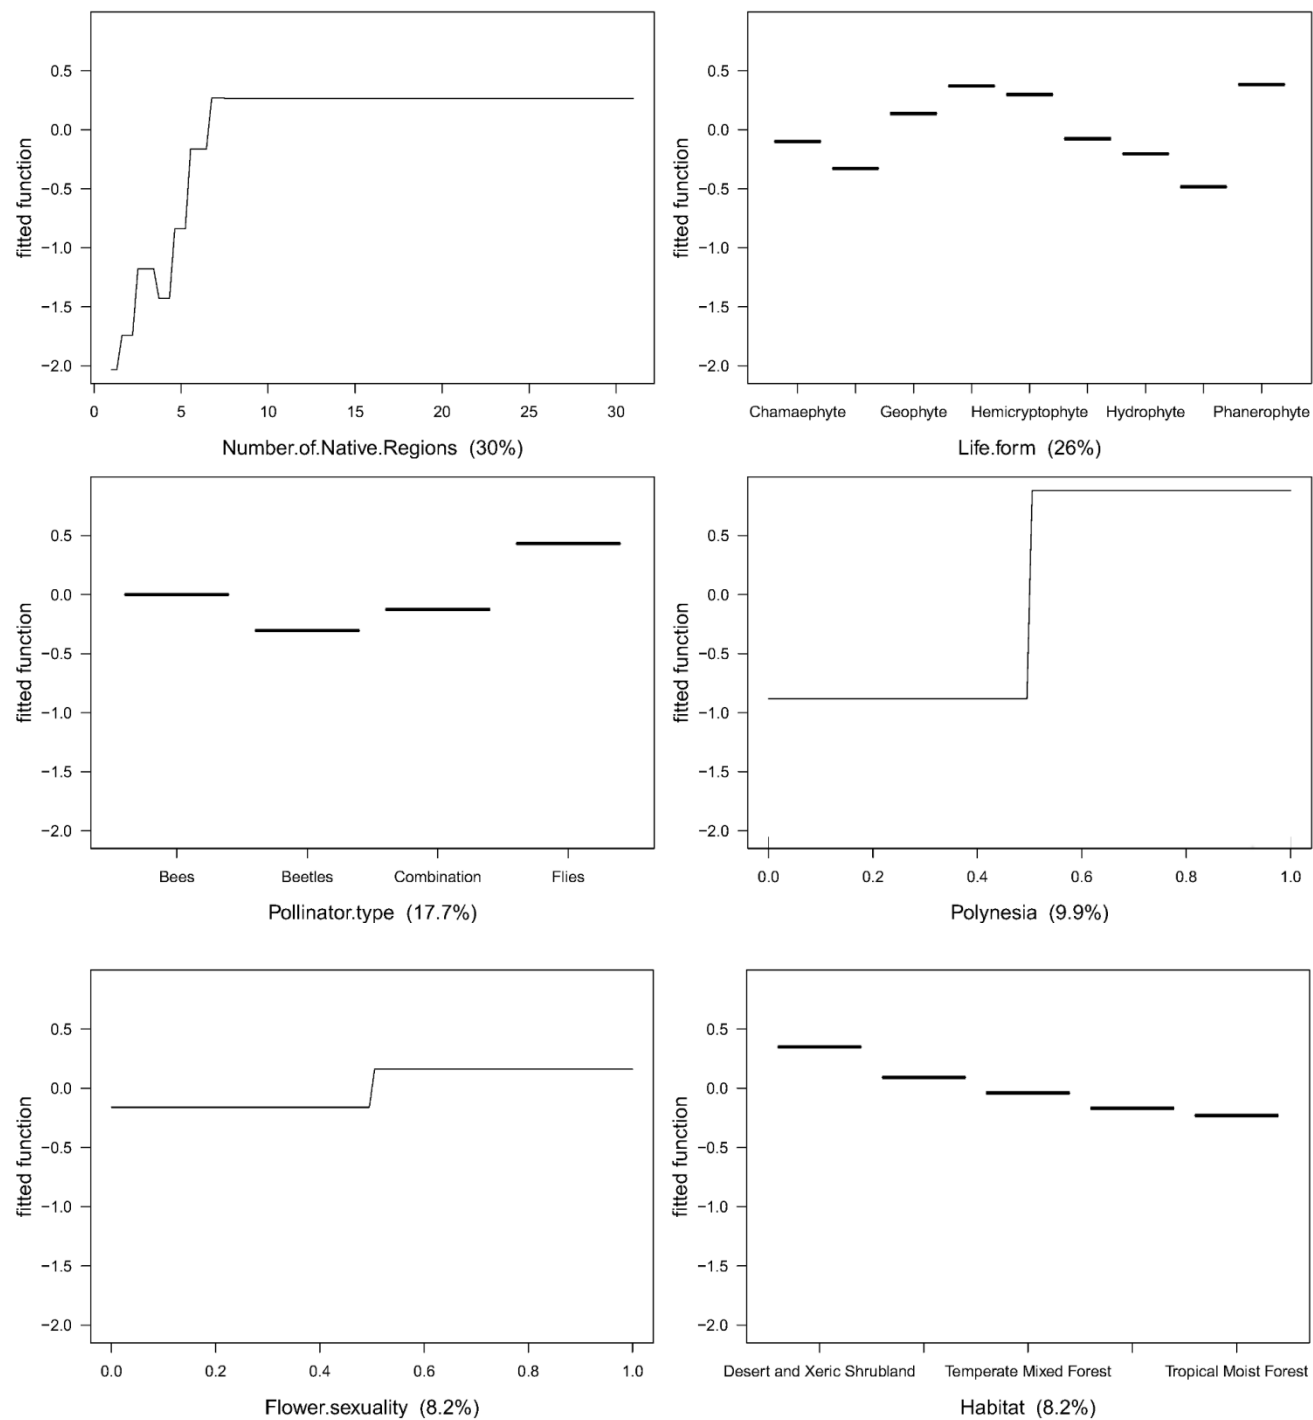 fitted function
0.5
0.0
−0.5
−1.0
−1.5
−2.0
0 5 10 15 20 25 30
Number.of.Native.Regions (30%)
fitted function
0.5
0.0
−0.5
−1.0
−1.5
−2.0
Chamaephyte Geophyte Hemicryptophyte Hydrophyte Phanerophyte
Life.form (26%)
fitted function
0.5
0.0
−0.5
−1.0
−1.5
−2.0
Bees Beetles Combination Flies
Pollinator.type (17.7%)
fitted function
0.5
0.0
−0.5
−1.0
−1.5
−2.0
0.0 0.2 0.4 0.6 0.8 1.0
Polynesia (9.9%)
fitted function
0.5
0.0
−0.5
−1.0
−1.5
−2.0
0.0 0.2 0.4 0.6 0.8 1.0
Flower.sexuality (8.2%)
fitted function
0.5
0.0
−0.5
−1.0
−1.5
−2.0
Desert and Xeric Shrubland Temperate Mixed Forest Tropical Moist Forest
Habitat (8.2%)